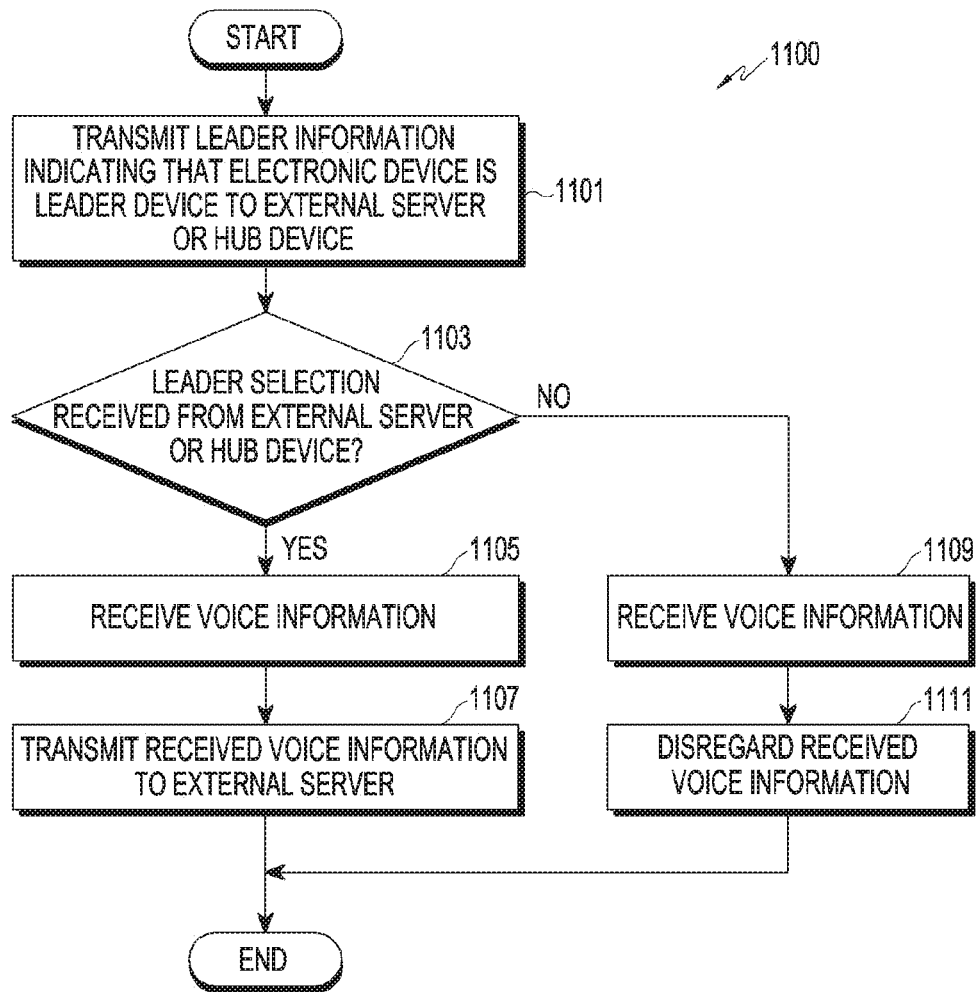 START
1100
TRANSMIT LEADER INFORMATION
INDICATING THAT ELECTRONIC DEVICE IS
LEADER DEVICE TO EXTERNAL SERVER
OR HUB DEVICE
1101
1103
LEADER SELECTION
RECEIVED FROM EXTERNAL SERVER
OR HUB DEVICE?
NO
YES
1105
RECEIVE VOICE INFORMATION
1109
RECEIVE VOICE INFORMATION
1107
TRANSMIT RECEIVED VOICE INFORMATION
TO EXTERNAL SERVER
1111
DISREGARD RECEIVED
VOICE INFORMATION
END